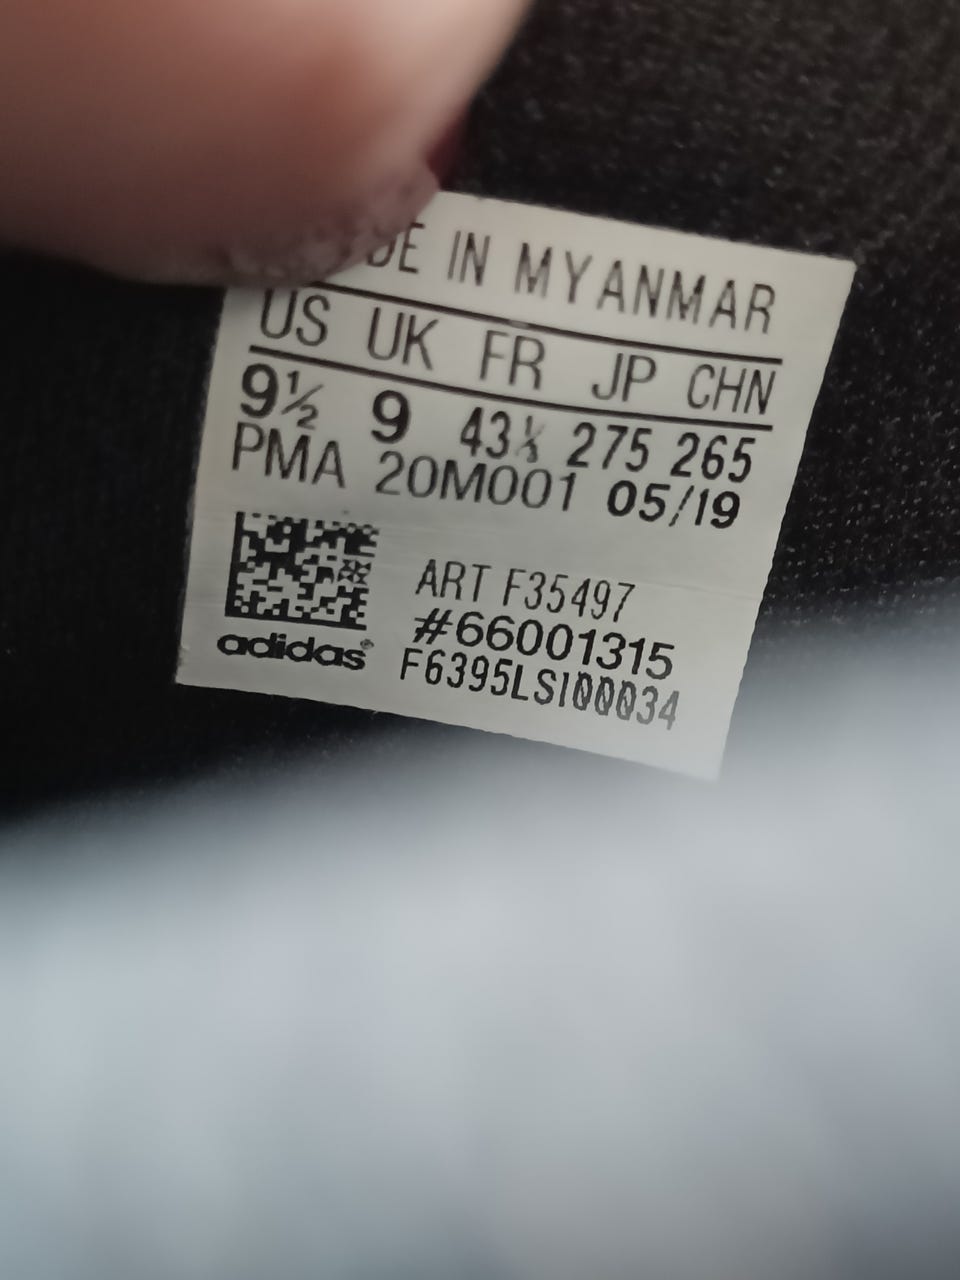 DE IN MYANMAR
US UK FR JP CHN
9½ 9 43⅓ 275 265
PMA 20M001 05/19
ART F35497
#66001315
adidas®
F6395LSI00034